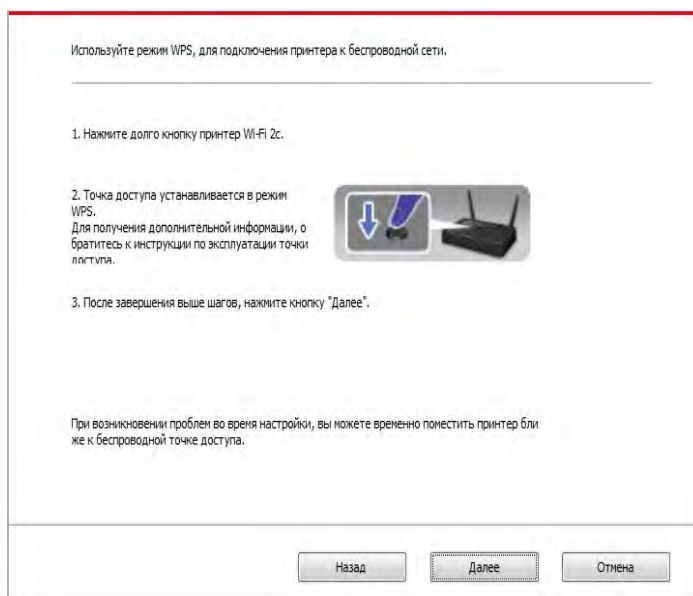 Используйте режим WPS, для подключения принтера к беспроводной сети.
1. Нажмите долго кнопку принтер Wi-Fi 2с.
2. Точка доступа устанавливается в режим
WPS.
Для получения дополнительной информации, о
братитесь к инструкции по эксплуатации точки
доступа.
3. После завершения выше шагов, нажмите кнопку "Далее".
При возникновении проблем во время настройки, вы можете временно поместить принтер бли
же к беспроводной точке доступа.
Назад
Далее
Отмена